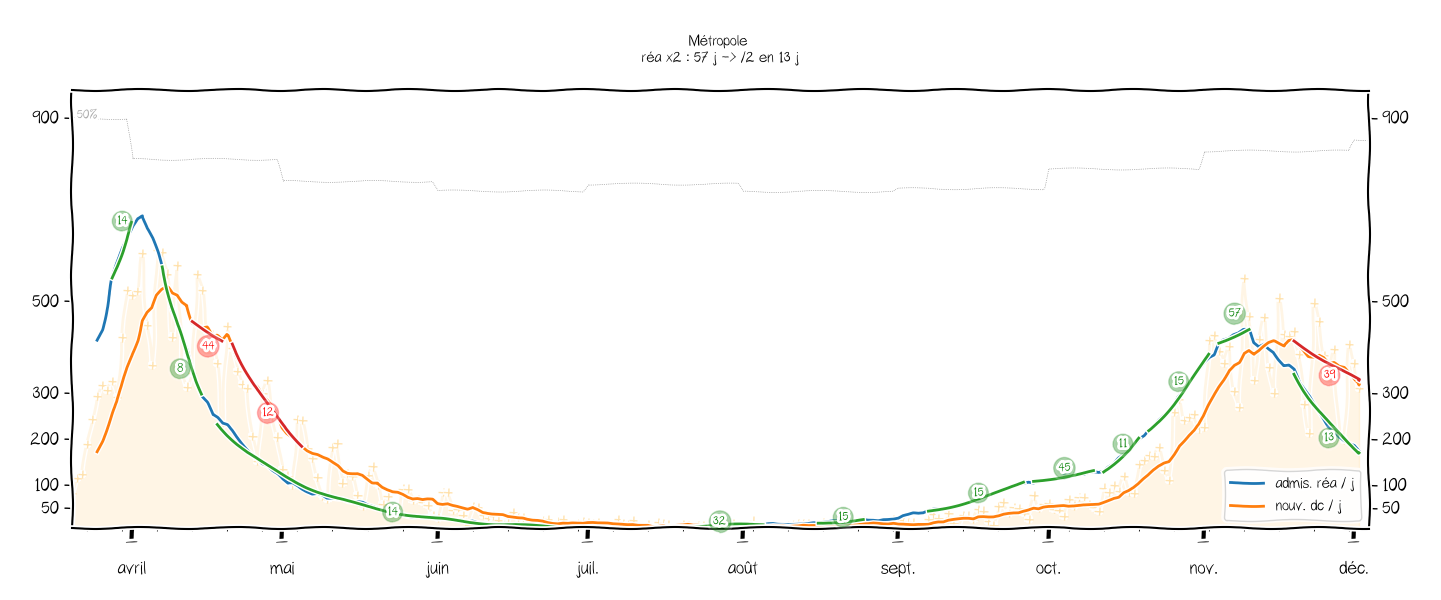 Métropole
réa x2 : 57 j -> /2 en 13 j
900
500
300
200
100
50
50%
14
8
44
12
14
32
15
15
45
11
15
57
39
13
900
500
300
200
100
50
admis. réa / j
nouv. dc / j
avril
mai
juin
juil.
août
sept.
oct.
nov.
déc.